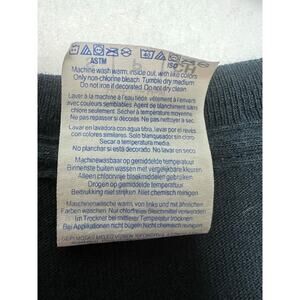 ASTM
ISO
Machine wash warm, inside out, with like colors
Only non-chlorine bleach. Tumble dry medium
Do not iron if decorated. Do not dry clean
Laver à la machine à l'eau tiède vêtement à l'envers
avec couleurs semblables. Agent blanchissant sans
chlore seulement. Sécher à température moyenne
Ne pas repasser si décoré. Ne pas nettoyer à sec
Lavar en lavadora con agua tibia, lavar por el revés
con colores similares. Usar sólo blanqueador sin cloro
Secar a temperatura media.
No planchar si está decorado. No lavar en seco
Machinewasbaar op gemiddelde temperatuur
Binnenste buiten wassen met vergelijkbare kleuren
Alleen chloorvrije bleekmiddelen gebruiken
Drogen op gemiddelde temperatuur
Bij bedrukking niet strijken. Niet chemisch reinigen
Maschinenwäsche warm, von links und mit ähnlichen
Farben waschen. Nur chlorfreies Bleichmittel verwenden
Im Trockner bei mittlerer Temperatur trocknen
Bei Applikationen nicht bügeln. Nicht chemisch reinigen